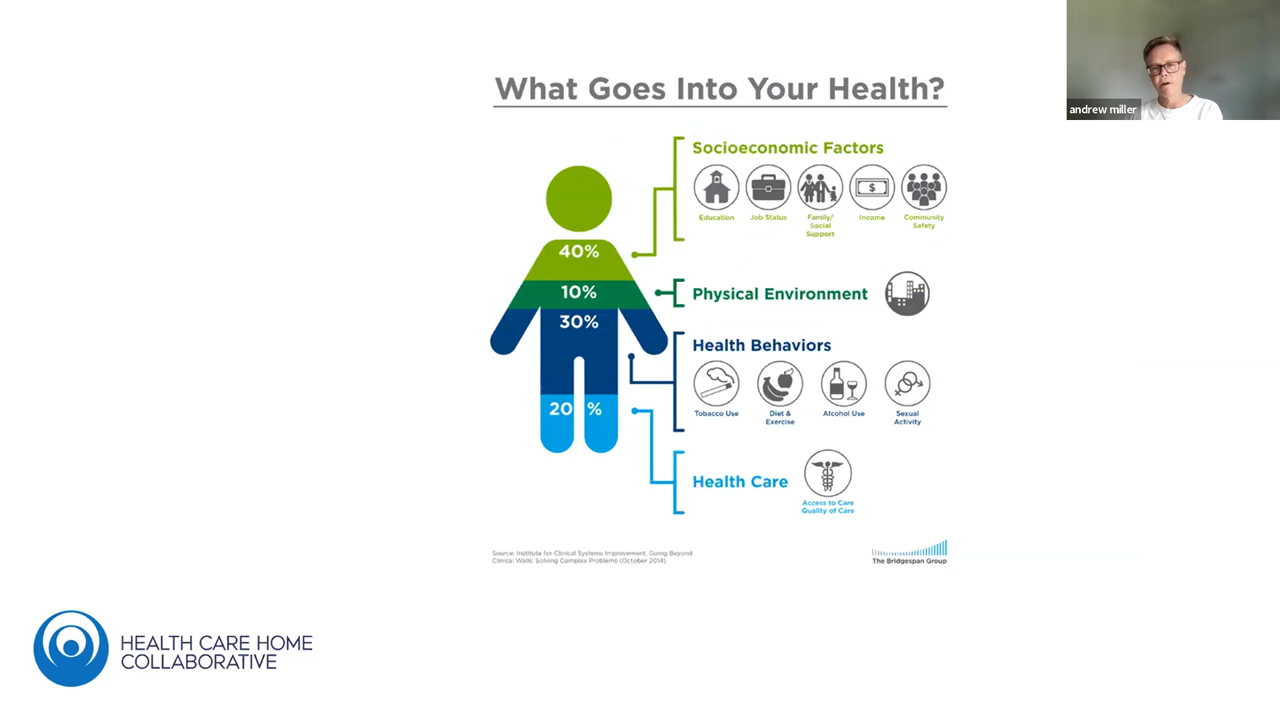 What Goes Into Your Health?
andrew miller
Socioeconomic Factors
Education
Job Status
Family/
Social
Support
Income
Community
Safety
40%
10%
Physical Environment
30%
Health Behaviors
Tobacco Use
Diet &
Exercise
Alcohol Use
Sexual
Activity
20 %
Health Care
Access to Care
Quality of Care
Source: Institute for Clinical Systems Improvement, Going Beyond
Clinical Walls: Solving Complex Problems (October 2014)
The Bridgespan Group
HEALTH CARE HOME
COLLABORATIVE